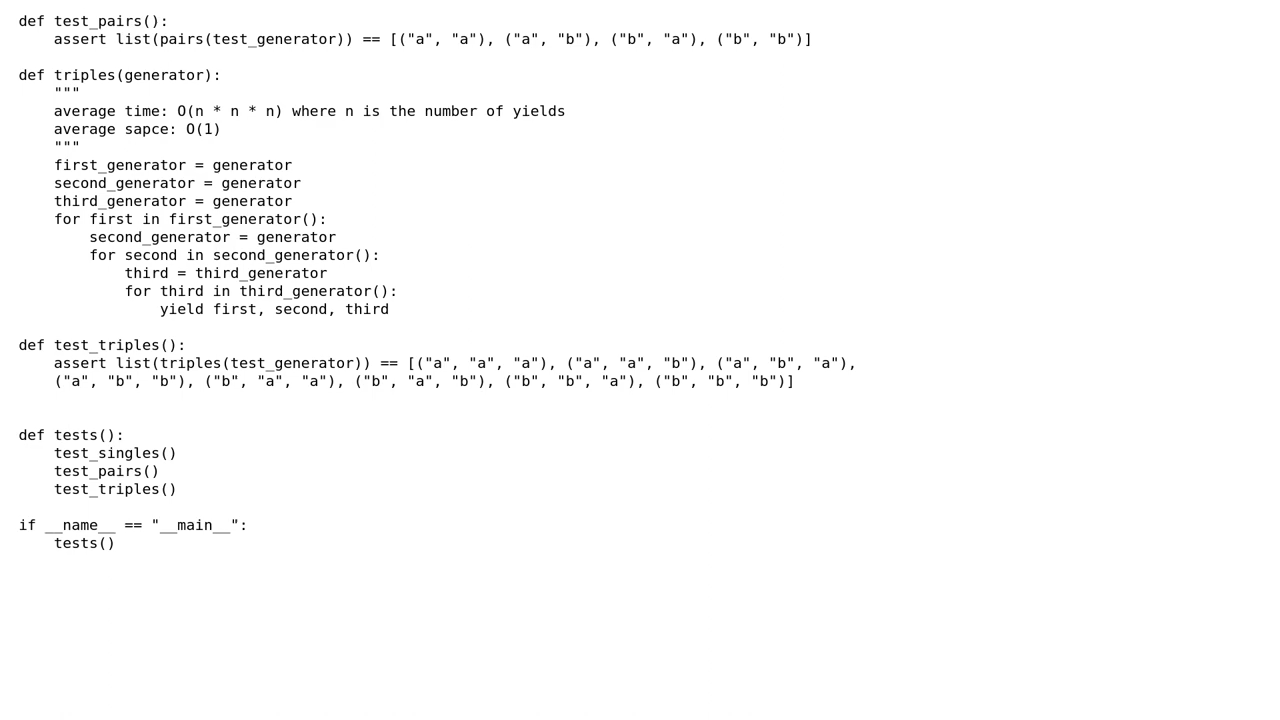 def test_pairs():
    assert list(pairs(test_generator)) == [("a", "a"), ("a", "b"), ("b", "a"), ("b", "b")]

def triples(generator):
    """
    average time: O(n * n * n) where n is the number of yields
    average sapce: O(1)
    """
    first_generator = generator
    second_generator = generator
    third_generator = generator
    for first in first_generator():
        second_generator = generator
        for second in second_generator():
            third = third_generator
            for third in third_generator():
                yield first, second, third

def test_triples():
    assert list(triples(test_generator)) == [("a", "a", "a"), ("a", "a", "b"), ("a", "b", "a"),
    ("a", "b", "b"), ("b", "a", "a"), ("b", "a", "b"), ("b", "b", "a"), ("b", "b", "b")]


def tests():
    test_singles()
    test_pairs()
    test_triples()

if __name__ == "__main__":
    tests()